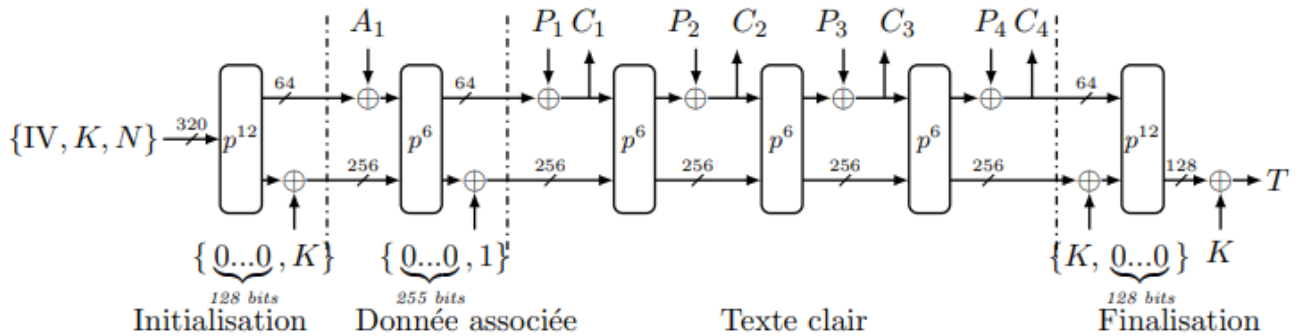 A₁ P₁ C₁ P₂ C₂ P₃ C₃ P₄ C₄
64 64 64
{IV, K, N} 320 p¹² p⁶ p⁶ p⁶ p⁶ p¹²
256 256 256 256 256 128 T
{ 0...0 , K} { 0...0 , 1} {K, 0...0 } K
128 bits 255 bits 128 bits
Initialisation Donnée associée Texte clair Finalisation